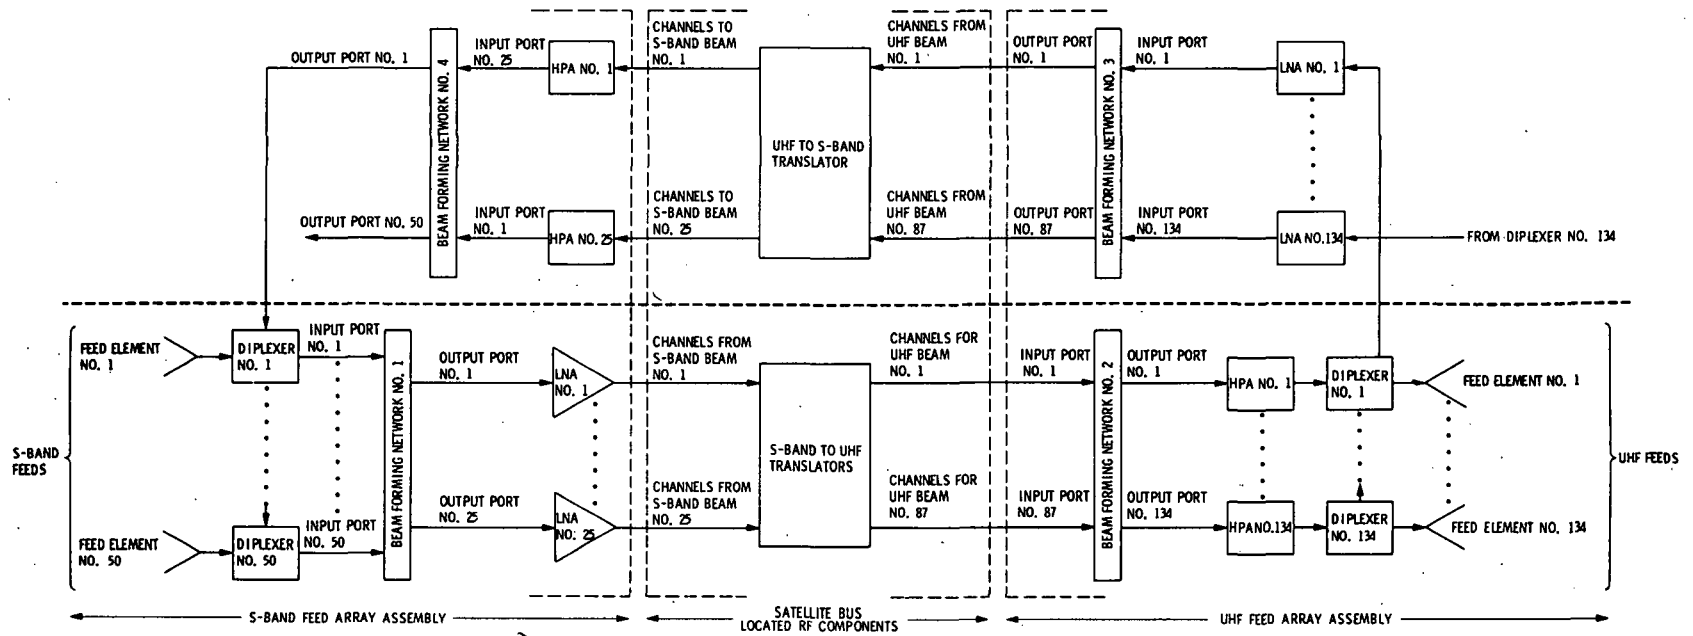 OUTPUT PORT NO. 1
BEAM FORMING NETWORK NO. 4
INPUT PORT
NO. 25
HPA NO. 1
CHANNELS TO
S-BAND BEAM
NO. 1
UHF TO S-BAND
TRANSLATOR
CHANNELS FROM
UHF BEAM
NO. 1
OUTPUT PORT
NO. 1
BEAM FORMING NETWORK NO. 3
INPUT PORT
NO. 1
LNA NO. 1
OUTPUT PORT NO. 50
INPUT PORT
NO. 1
HPA NO. 25
CHANNELS TO
S-BAND BEAM
NO. 25
CHANNELS FROM
UHF BEAM
NO. 87
OUTPUT PORT
NO. 87
INPUT PORT
NO. 134
LNA NO. 134
FROM DIPLEXER NO. 134
S-BAND
FEEDS
FEED ELEMENT
NO. 1
DIPLEXER
NO. 1
INPUT PORT
NO. 1
BEAM FORMING NETWORK NO. 1
OUTPUT PORT
NO. 1
LNA
NO. 1
CHANNELS FROM
S-BAND BEAM
NO. 1
S-BAND TO UHF
TRANSLATORS
CHANNELS FOR
UHF BEAM
NO. 1
INPUT PORT
NO. 1
BEAM FORMING NETWORK NO. 2
OUTPUT PORT
NO. 1
HPA NO. 1
DIPLEXER
NO. 1
FEED ELEMENT NO. 1
UHF FEEDS
FEED ELEMENT
NO. 50
DIPLEXER
NO. 50
INPUT PORT
NO. 50
OUTPUT PORT
NO. 25
LNA
NO. 25
CHANNELS FROM
S-BAND BEAM
NO. 25
CHANNELS FOR
UHF BEAM
NO. 87
INPUT PORT
NO. 87
OUTPUT PORT
NO. 134
HPA NO. 134
DIPLEXER
NO. 134
FEED ELEMENT NO. 134
S-BAND FEED ARRAY ASSEMBLY
SATELLITE BUS
LOCATED RF COMPONENTS
UHF FEED ARRAY ASSEMBLY